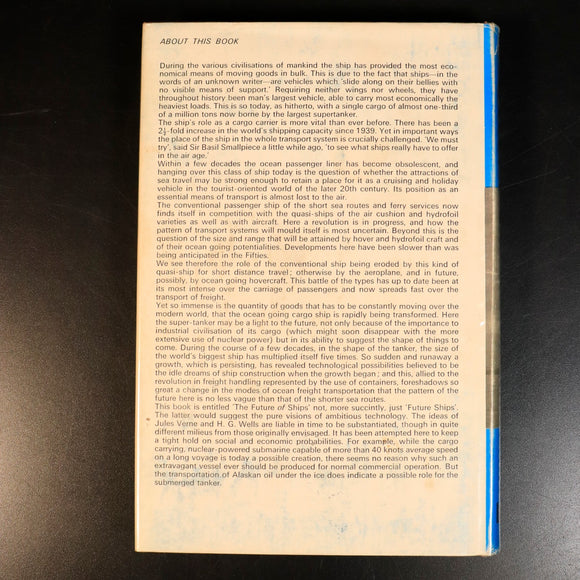 ABOUT THIS BOOK
During the various civilisations of mankind the ship has provided the most eco-
nomical means of moving goods in bulk. This is due to the fact that ships—in the
words of an unknown writer—are vehicles which 'slide along on their bellies with
no visible means of support.' Requiring neither wings nor wheels, they have
throughout history been man's largest vehicle, able to carry most economically the
heaviest loads. This is so today, as hitherto, with a single cargo of almost one-third
of a million tons now borne by the largest supertanker.
The ship's role as a cargo carrier is more vital than ever before. There has been a
2½-fold increase in the world's shipping capacity since 1939. Yet in important ways
the place of the ship in the whole transport system is crucially challenged. 'We must
try', said Sir Basil Smallpiece a little while ago, 'to see what ships really have to offer
in the air age.'
Within a few decades the ocean passenger liner has become obsolescent, and
hanging over this class of ship today is the question of whether the attractions of
sea travel may be strong enough to retain a place for it as a cruising and holiday
vehicle in the tourist-oriented world of the later 20th century. Its position as an
essential means of transport is almost lost to the air.
The conventional passenger ship of the short sea routes and ferry services now
finds itself in competition with the quasi-ships of the air cushion and hydrofoil
varieties as well as with aircraft. Here a revolution is in progress, and how the
pattern of transport systems will mould itself is most uncertain. Beyond this is the
question of the size and range that will be attained by hover and hydrofoil craft and
of their ocean going potentialities. Developments here have been slower than was
being anticipated in the Fifties.
We see therefore the role of the conventional ship being eroded by this kind of
quasi-ship for short distance travel; otherwise by the aeroplane, and in future,
possibly, by ocean going hovercraft. This battle of the types has up to date been at
its most intense over the carriage of passengers and now spreads fast over the
transport of freight.
Yet so immense is the quantity of goods that has to be constantly moving over the
modern world, that the ocean going cargo ship is rapidly being transformed. Here
the super-tanker may be a light to the future, not only because of the importance to
industrial civilisation of its cargo (which might soon disappear with the more
extensive use of nuclear power) but in its ability to suggest the shape of things to
come. During the course of a few decades, in the shape of the tanker, the size of
the world's biggest ship has multiplied itself five times. So sudden and runaway a
growth, which is persisting, has revealed technological possibilities believed to be
the idle dreams of ship construction when the growth began; and this, allied to the
revolution in freight handling represented by the use of containers, foreshadows so
great a change in the modes of ocean freight transportation that the pattern of the
future here is no less vague than that of the shorter sea routes.
This book is entitled 'The Future of Ships' not, more succintly, just 'Future Ships'.
The latter would suggest the pure visions of ambitious technology. The ideas of
Jules Verne and H. G. Wells are liable in time to be substantiated, though in quite
different milieus from those originally envisaged. It has been attempted here to keep
a tight hold on social and economic probabilities. For example, while the cargo
carrying, nuclear-powered submarine capable of more than 40 knots average speed
on a long voyage is today a possible creation, there seems no reason why such an
extravagant vessel ever should be produced for normal commercial operation. But
the transportation of Alaskan oil under the ice does indicate a possible role for the
submerged tanker.